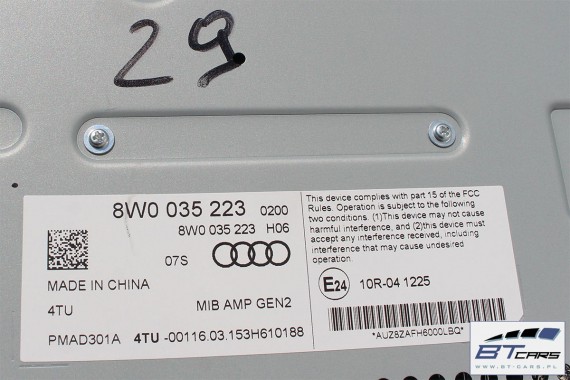 29
8W0 035 223 0200
8W0 035 223 H06
07S
MADE IN CHINA
4TU
MIB AMP GEN2
PMAD301A 4TU -00116.03.153H610188
This device complies with part 15 of the FCC
Rules. Operation is subject to the following
two conditions. (1)This device may not cause
harmful interference, and (2)this device must
accept any interference received, including
interference that may cause undesired
operation.
E24 10R-04 1225
*AUZ8ZAFH6000LBQ*
BT CARS
WWW.BT-CARS.PL